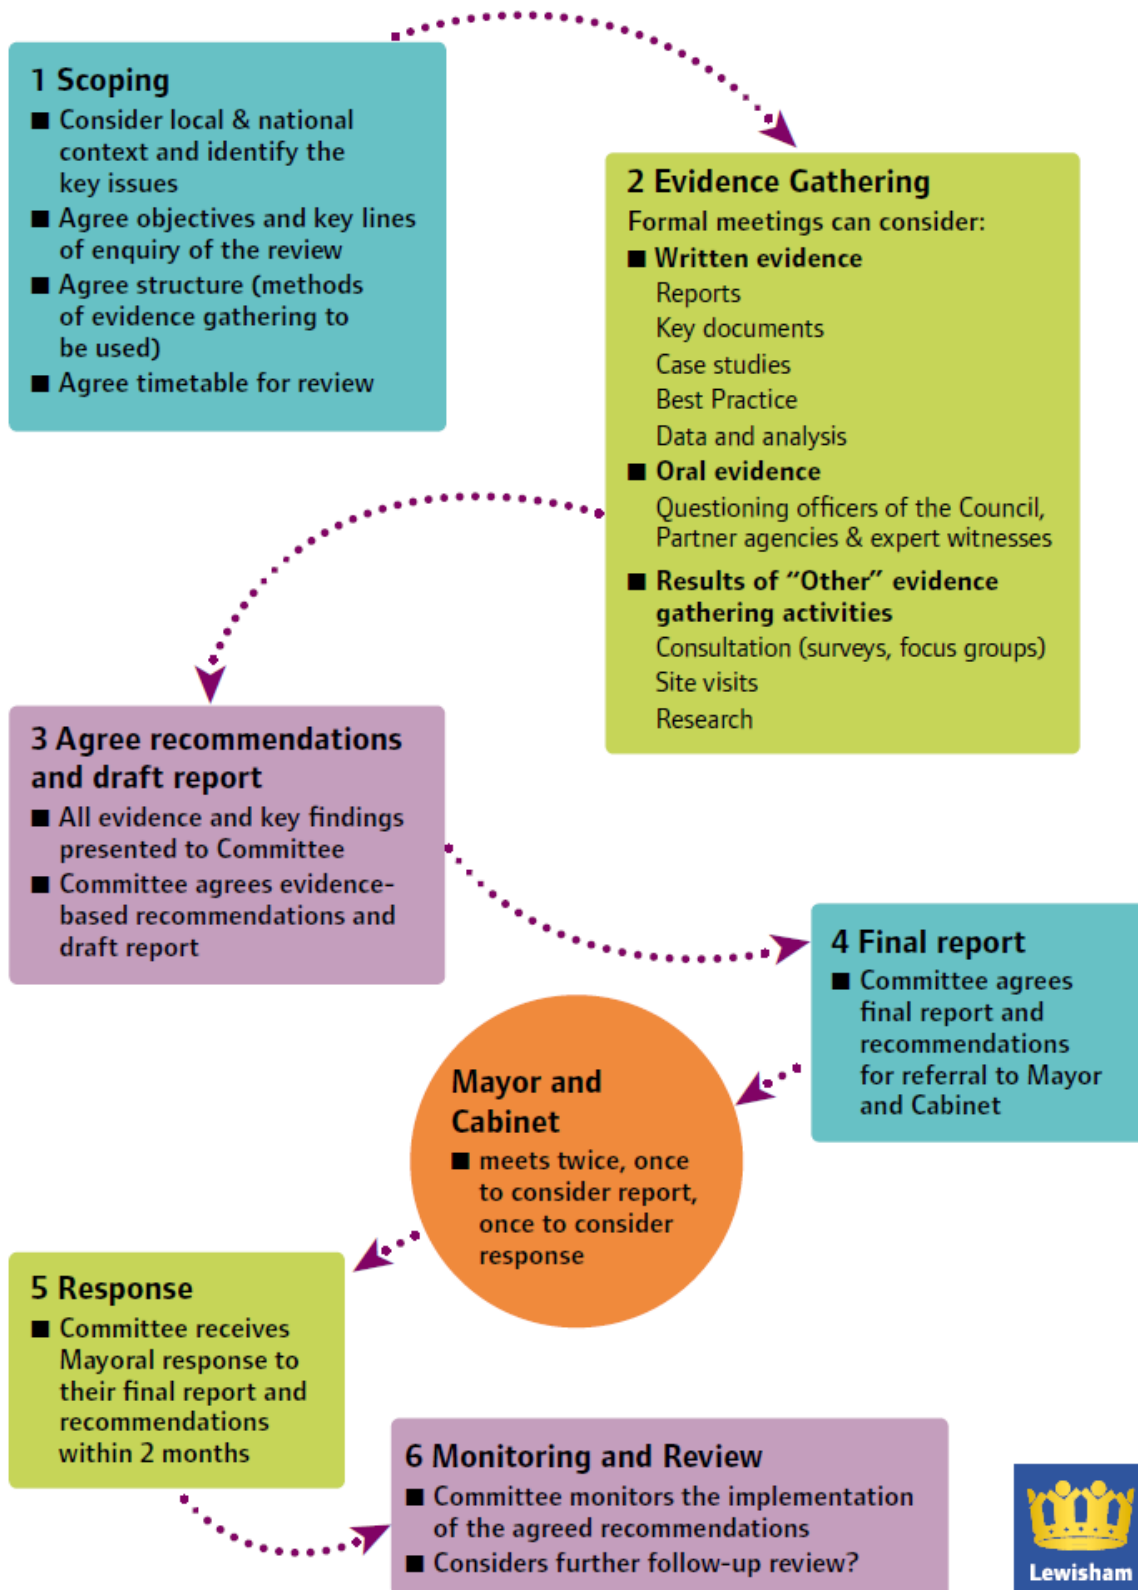 1 Scoping
■ Consider local & national
context and identify the
key issues
■ Agree objectives and key lines
of enquiry of the review
■ Agree structure (methods
of evidence gathering to
be used)
■ Agree timetable for review
2 Evidence Gathering
Formal meetings can consider:
■ Written evidence
Reports
Key documents
Case studies
Best Practice
Data and analysis
■ Oral evidence
Questioning officers of the Council,
Partner agencies & expert witnesses
■ Results of “Other” evidence
gathering activities
Consultation (surveys, focus groups)
Site visits
Research
3 Agree recommendations
and draft report
■ All evidence and key findings
presented to Committee
■ Committee agrees evidence-
based recommendations and
draft report
4 Final report
■ Committee agrees
final report and
recommendations
for referral to Mayor
and Cabinet
Mayor and
Cabinet
■ meets twice, once
to consider report,
once to consider
response
5 Response
■ Committee receives
Mayoral response to
their final report and
recommendations
within 2 months
6 Monitoring and Review
■ Committee monitors the implementation
of the agreed recommendations
■ Considers further follow-up review?
Lewisham